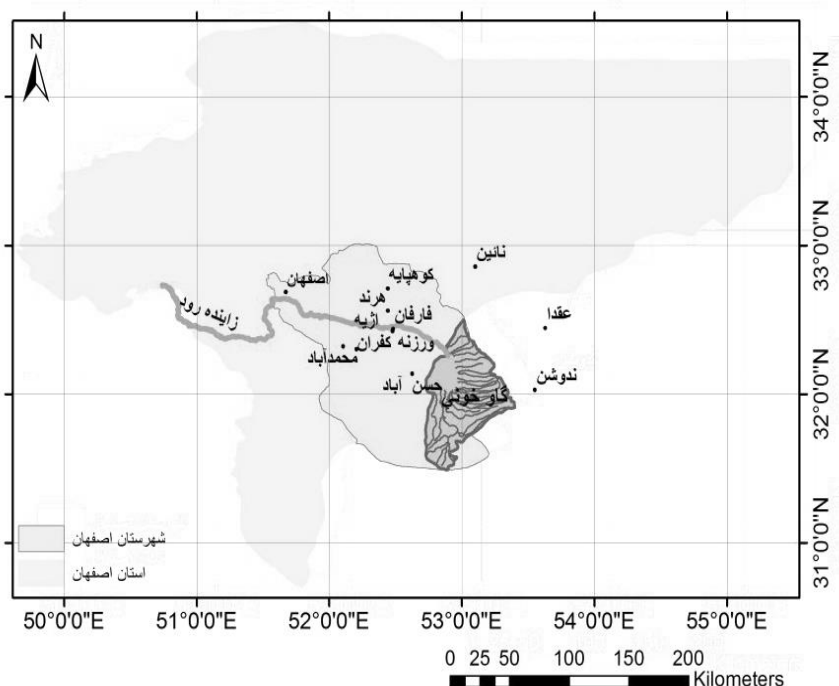 N
34°0'0"N
33°0'0"N
32°0'0"N
31°0'0"N
نائین
کوهپایه
اصفهان
هرند
عقدا
زاینده رود
فارفان
اژیه
ورزنه
کفران
محمدآباد
ندوشن
حسن آباد
گاو خونی
شهرستان اصفهان
استان اصفهان
50°0'0"E 51°0'0"E 52°0'0"E 53°0'0"E 54°0'0"E 55°0'0"E
0 25 50 100 150 200
Kilometers